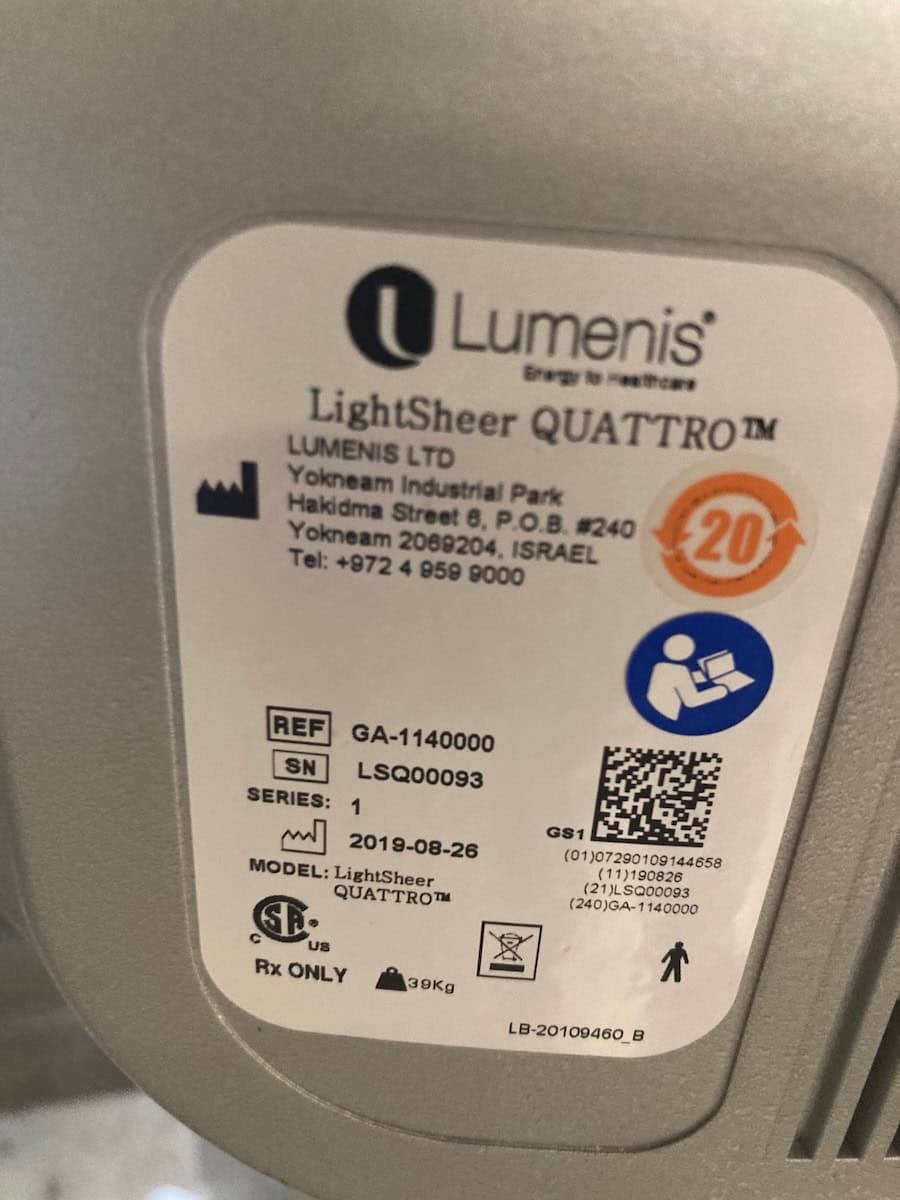 Lumenis®
Energy to Healthcare
LightSheer QUATTRO™
LUMENIS LTD
Yokneam Industrial Park
Hakidma Street 6, P.O.B. #240
Yokneam 2069204, ISRAEL
Tel: +972 4 959 9000
20
REF GA-1140000
SN LSQ00093
SERIES: 1
2019-08-26
MODEL: LightSheer
QUATTRO™
GS1
(01)07290109144658
(11)190826
(21)LSQ00093
(240)GA-1140000
SA®
C US
Rx ONLY
39Kg
LB-20109460_B